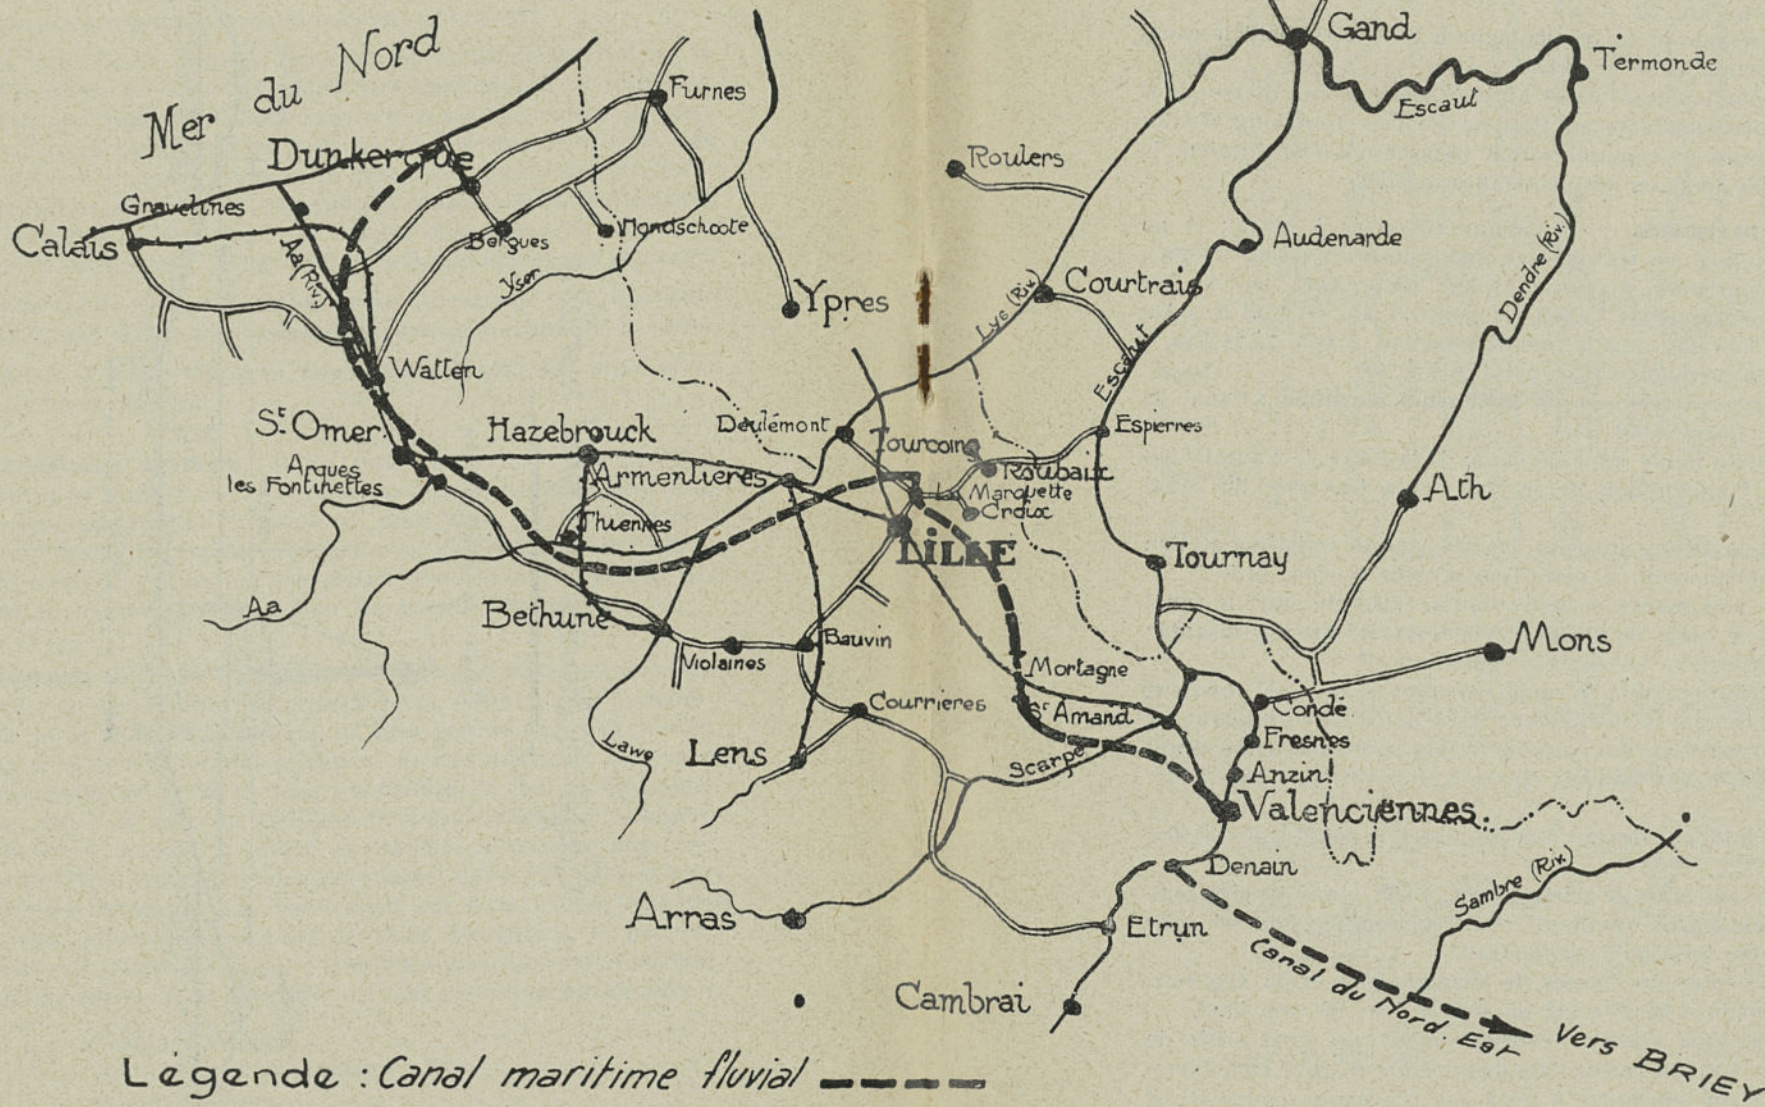 Mer du Nord
Gand
Termonde
Escaut
Furnes
Dunkerque
Roulers
Gravelines
Calais
Aa (Riv.)
Bergues
Hondschoote
Audenarde
Dendre (Riv.)
Yser
Ypres
Lys (Riv.)
Courtrais
Escaut
Watten
St. Omer
Hazebrouck
Deulémont
Tourcoing
Espierres
Arques
les Fontinettes
Armentières
Roubaix
Marquette
Croix
Ath
Thiennes
LILLE
Tournay
Aa
Bethune
Bauvin
Mons
Violaines
Mortagne
Courrières
St Amand
Condé
Fresnes
Lawe
Lens
Scarpe
Anzin
Valenciennes.
Denain
Sambre (Riv.)
Arras
Etrun
Canal du Nord. Est
Cambrai
Vers BRIEY
Légende : Canal maritime fluvial